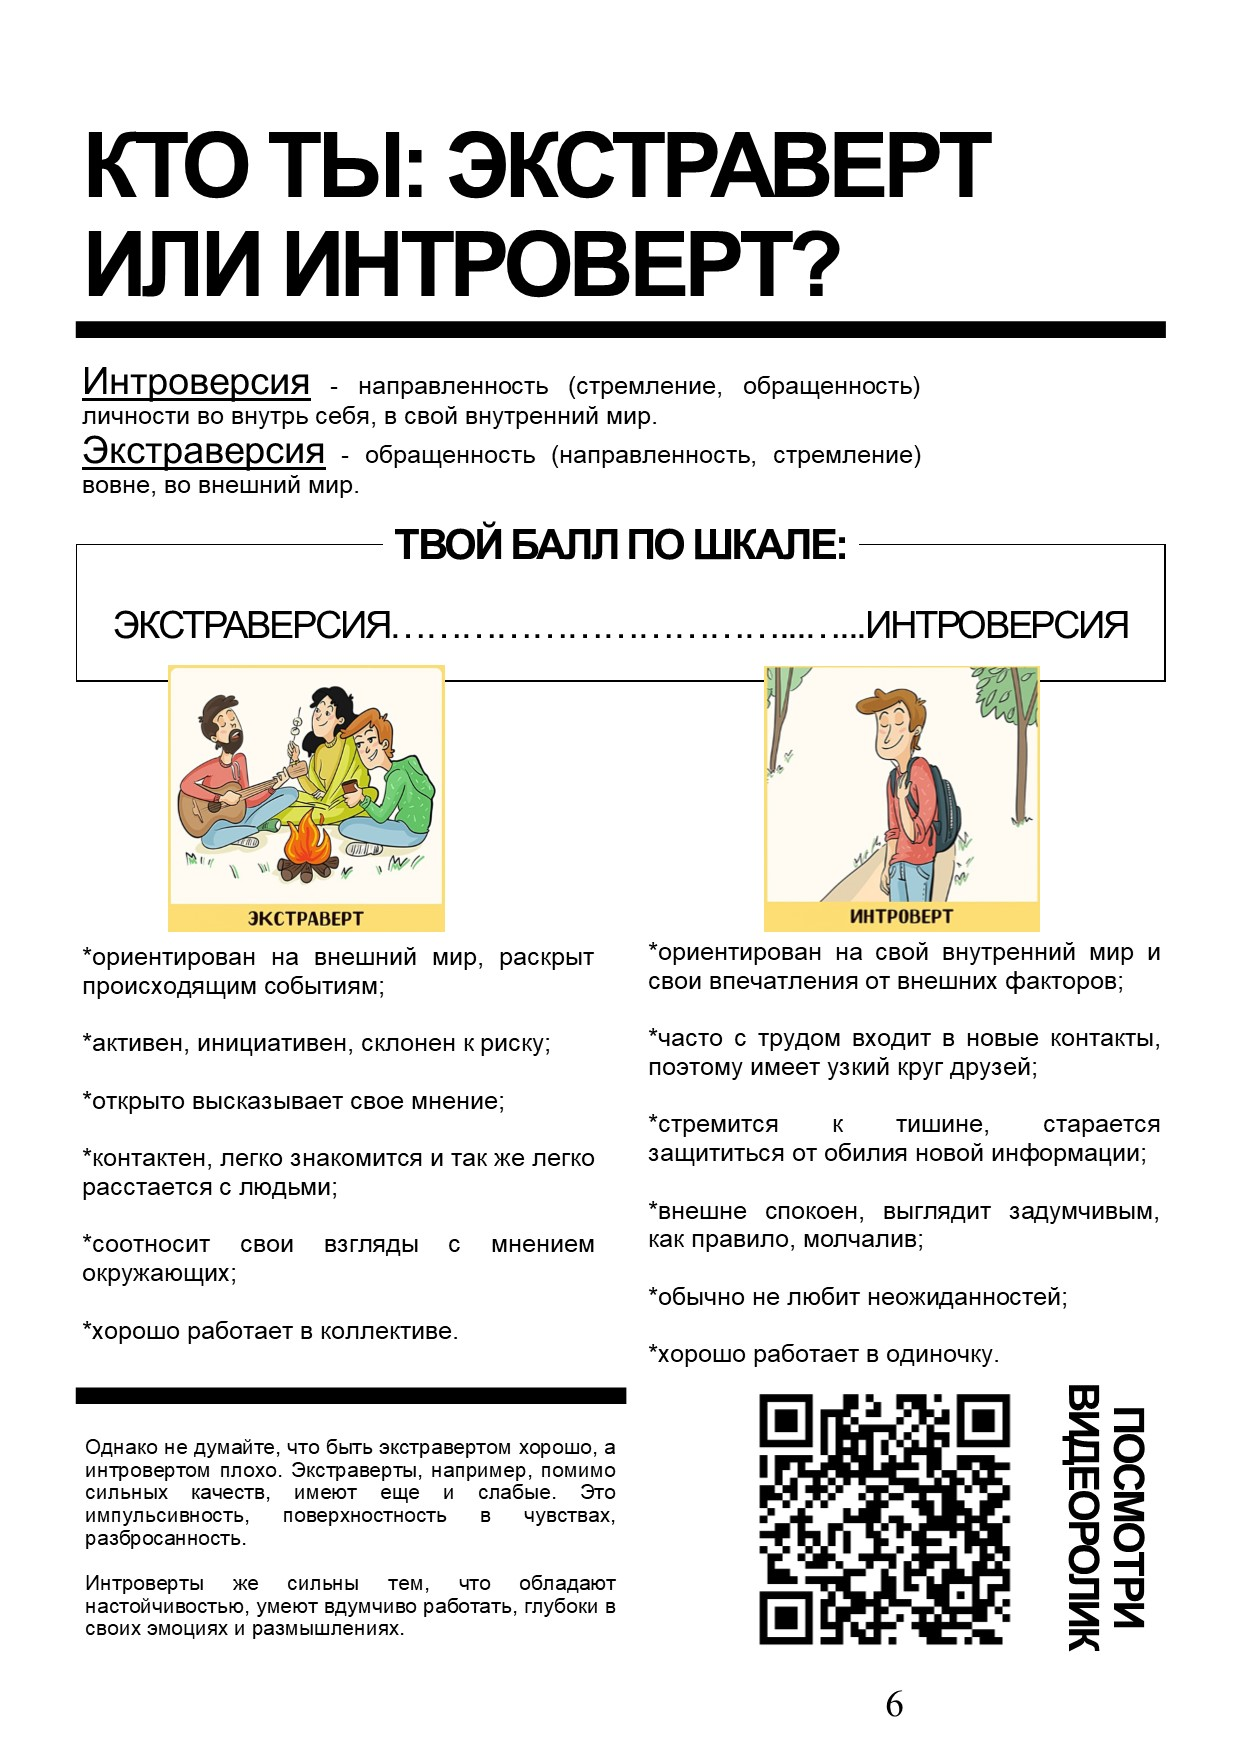 КТО ТЫ: ЭКСТРАВЕРТ
ИЛИ ИНТРОВЕРТ?
Интроверсия - направленность (стремление, обращенность)
личности во внутрь себя, в свой внутренний мир.
Экстраверсия - обращенность (направленность, стремление)
вовне, во внешний мир.
ТВОЙ БАЛЛ ПО ШКАЛЕ:
ЭКСТРАВЕРСИЯ…………………………………...…...ИНТРОВЕРСИЯ
ЭКСТРАВЕРТ
*ориентирован на внешний мир, раскрыт
происходящим событиям;
*активен, инициативен, склонен к риску;
*открыто высказывает свое мнение;
*контактен, легко знакомится и так же легко
расстается с людьми;
*соотносит свои взгляды с мнением
окружающих;
*хорошо работает в коллективе.
ИНТРОВЕРТ
*ориентирован на свой внутренний мир и
свои впечатления от внешних факторов;
*часто с трудом входит в новые контакты,
поэтому имеет узкий круг друзей;
*стремится к тишине, старается
защититься от обилия новой информации;
*внешне спокоен, выглядит задумчивым,
как правило, молчалив;
*обычно не любит неожиданностей;
*хорошо работает в одиночку.
Однако не думайте, что быть экстравертом хорошо, а
интровертом плохо. Экстраверты, например, помимо
сильных качеств, имеют еще и слабые. Это
импульсивность, поверхностность в чувствах,
разбросанность.
Интроверты же сильны тем, что обладают
настойчивостью, умеют вдумчиво работать, глубоки в
своих эмоциях и размышлениях.
ПОСМОТРИ
ВИДЕОРОЛИК
6